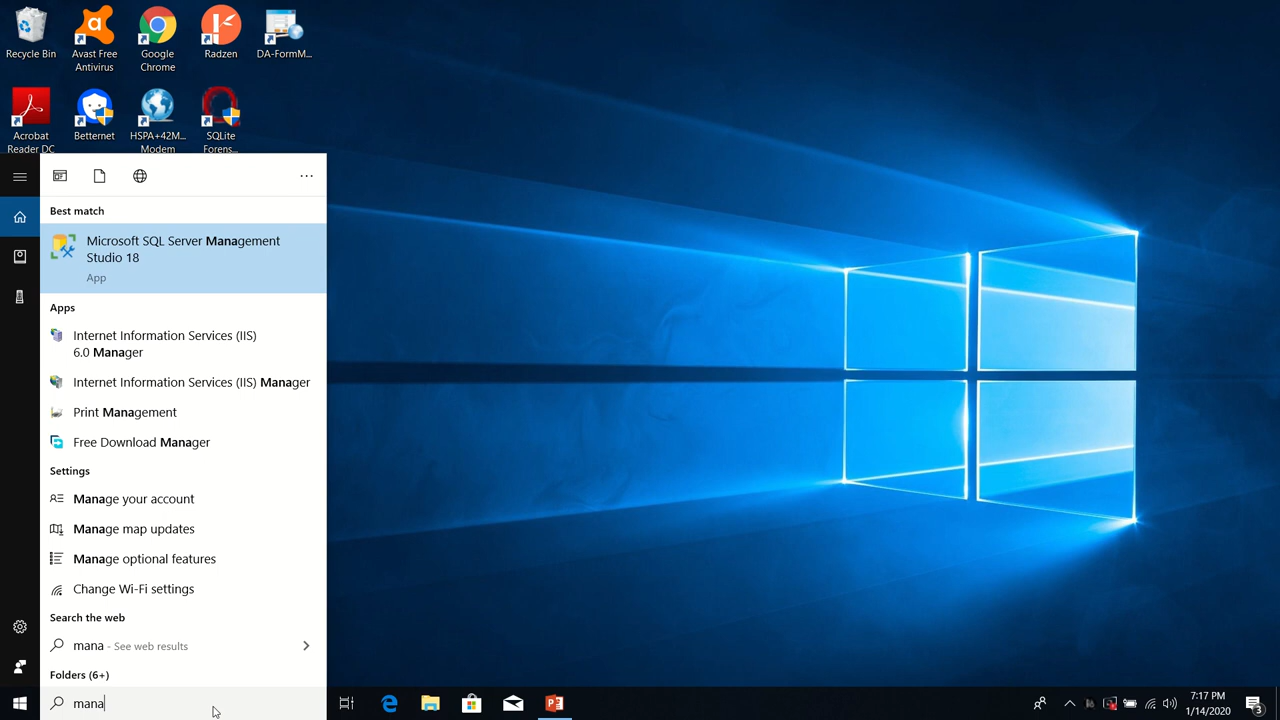 Recycle Bin
Avast Free
Antivirus
Google
Chrome
Radzen
DA-FormM...
Acrobat
Reader DC
Betternet
HSPA+42M...
Modem
SQLite
Forens...
Best match
Microsoft SQL Server Management
Studio 18
App
Apps
Internet Information Services (IIS)
6.0 Manager
Internet Information Services (IIS) Manager
Print Management
Free Download Manager
Settings
Manage your account
Manage map updates
Manage optional features
Change Wi-Fi settings
Search the web
mana - See web results
Folders (6+)
mana
7:17 PM
1/14/2020
3